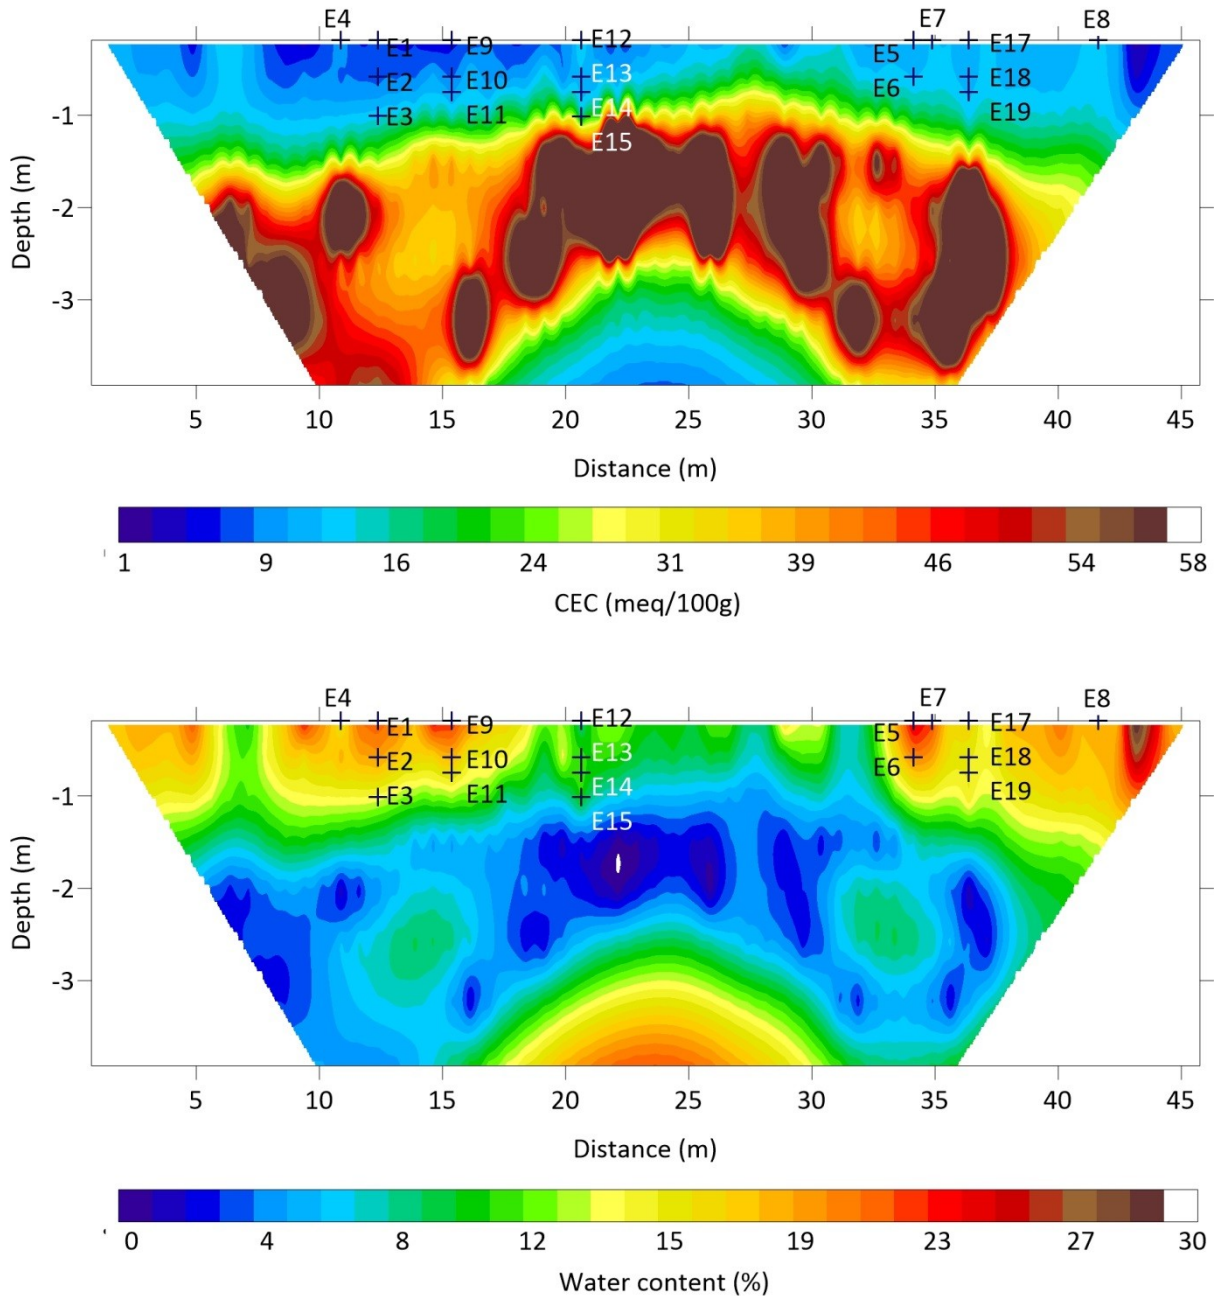 E4 E7 E8
E1 E9 E12 E5 E17
E2 E10 E13 E6 E18
-1
E3 E11 E14 E19
E15
-2
-3
Depth (m)
5 10 15 20 25 30 35 40 45
Distance (m)
1 9 16 24 31 39 46 54 58
CEC (meq/100g)
E4 E7 E8
E1 E9 E12 E5 E17
E2 E10 E13 E6 E18
-1
E3 E11 E14 E19
E15
-2
-3
Depth (m)
5 10 15 20 25 30 35 40 45
Distance (m)
0 4 8 12 15 19 23 27 30
Water content (%)